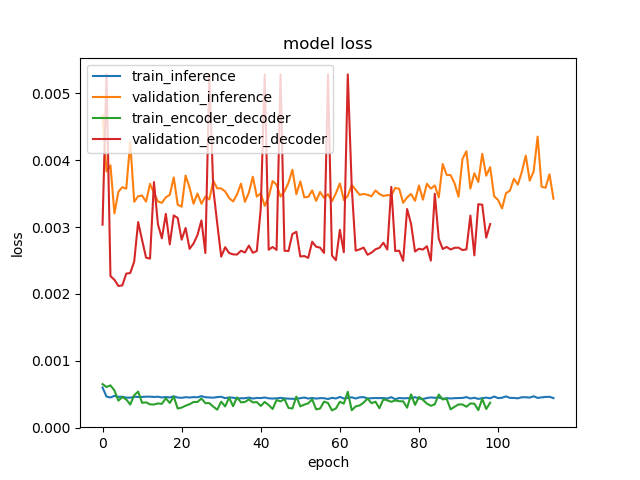 model loss
train_inference
validation_inference
train_encoder_decoder
validation_encoder_decoder
loss
0.005
0.004
0.003
0.002
0.001
0.000
0 20 40 60 80 100
epoch